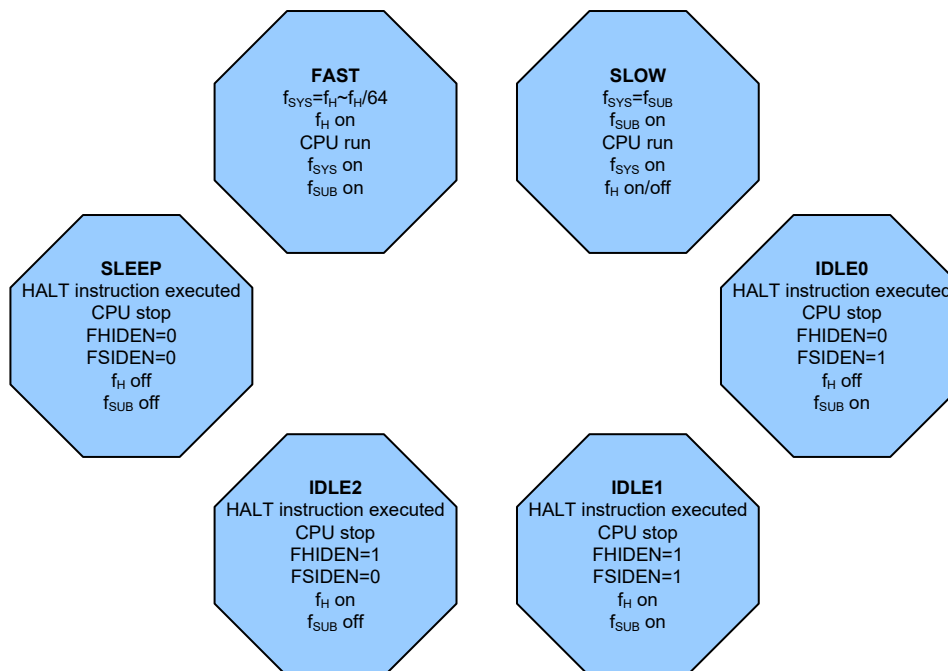 FAST
fSYS=fH~fH/64
fH on
CPU run
fSYS on
fSUB on
SLOW
fSYS=fSUB
fSUB on
CPU run
fSYS on
fH on/off
SLEEP
HALT instruction executed
CPU stop
FHIDEN=0
FSIDEN=0
fH off
fSUB off
IDLE0
HALT instruction executed
CPU stop
FHIDEN=0
FSIDEN=1
fH off
fSUB on
IDLE2
HALT instruction executed
CPU stop
FHIDEN=1
FSIDEN=0
fH on
fSUB off
IDLE1
HALT instruction executed
CPU stop
FHIDEN=1
FSIDEN=1
fH on
fSUB on